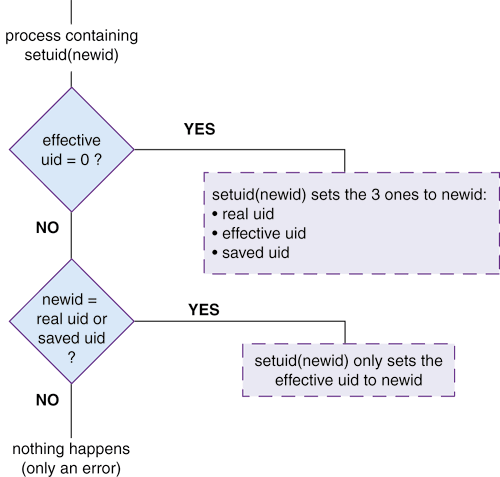 process containing
setuid(newid)
effective
uid = 0 ?
YES
setuid(newid) sets the 3 ones to newid:
• real uid
• effective uid
• saved uid
NO
newid =
real uid or
saved uid
?
YES
setuid(newid) only sets the
effective uid to newid
NO
nothing happens
(only an error)